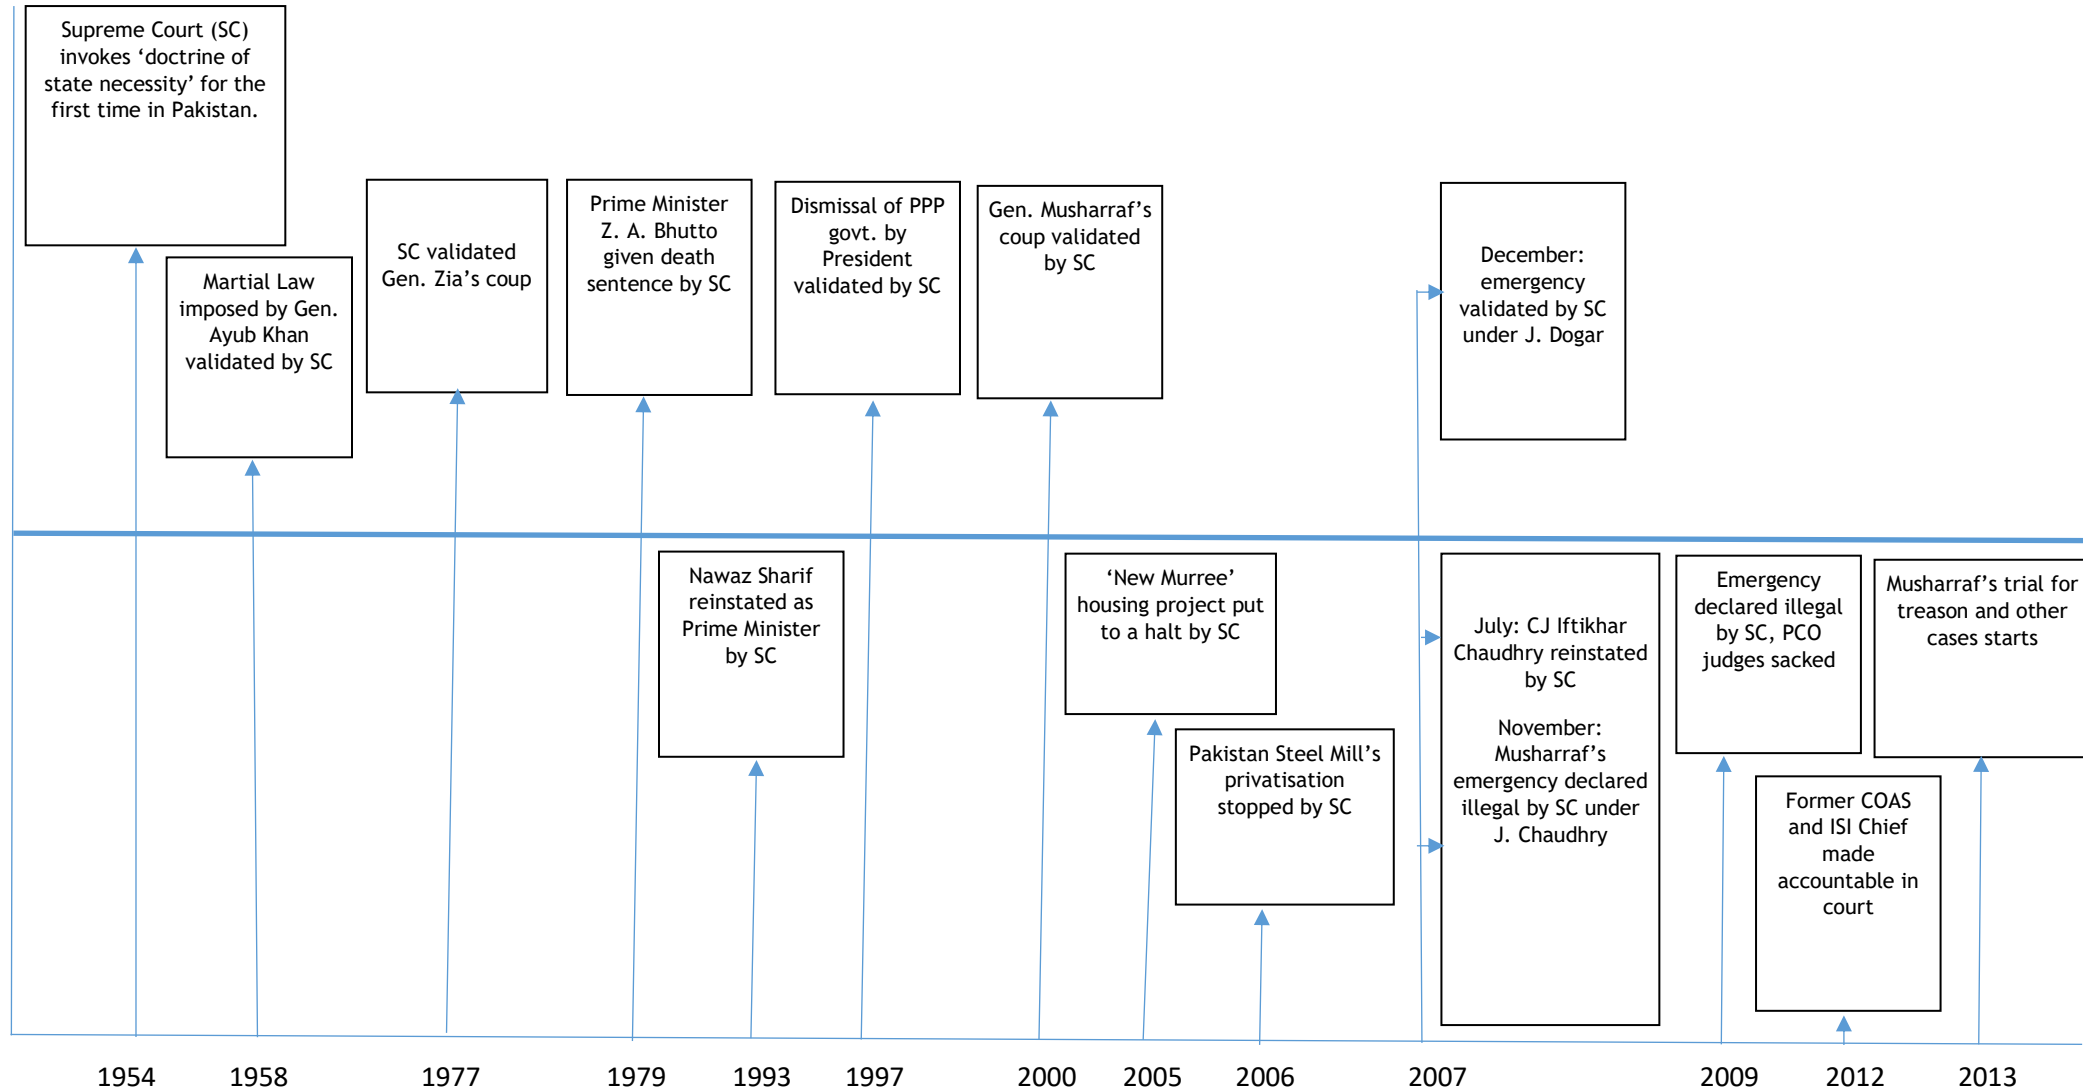 Supreme Court (SC)
invokes ‘doctrine of
state necessity’ for the
first time in Pakistan.
Martial Law
imposed by Gen.
Ayub Khan
validated by SC
SC validated
Gen. Zia’s coup
Prime Minister
Z. A. Bhutto
given death
sentence by SC
Dismissal of PPP
govt. by
President
validated by SC
Gen. Musharraf’s
coup validated
by SC
December:
emergency
validated by SC
under J. Dogar
Nawaz Sharif
reinstated as
Prime Minister
by SC
‘New Murree’
housing project put
to a halt by SC
Pakistan Steel Mill’s
privatisation
stopped by SC
July: CJ Iftikhar
Chaudhry reinstated
by SC
November:
Musharraf’s
emergency declared
illegal by SC under
J. Chaudhry
Emergency
declared illegal
by SC, PCO
judges sacked
Former COAS
and ISI Chief
made
accountable in
court
Musharraf’s trial for
treason and other
cases starts
1954 1958 1977 1979 1993 1997 2000 2005 2006 2007 2009 2012 2013